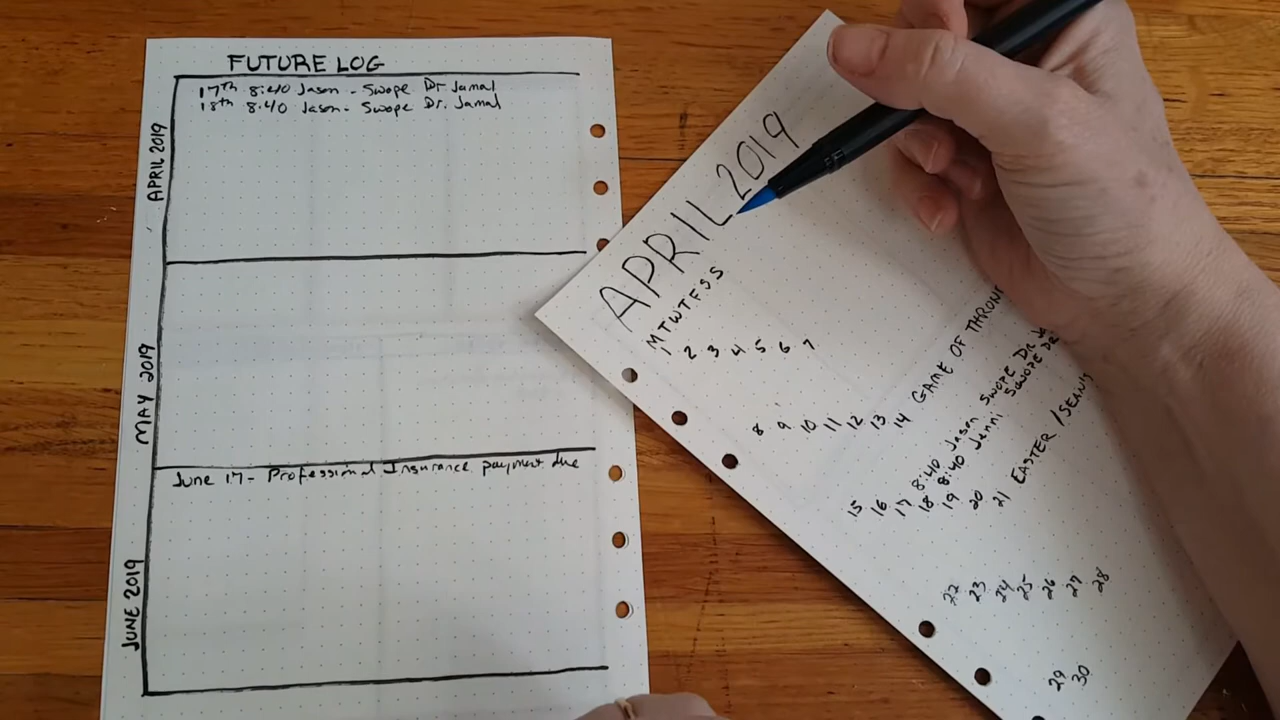 FUTURE LOG
17th 8:40 Jason - Swope Dr Jamal
18th 8:40 Jason - Swope Dr. Jamal
APRIL 2019
MAY 2019
June 17 - Professional Insurance payment due
JUNE 2019
APRIL 2019
M T W T F S S
1
2
3
4
5
6
7
8
9
10
11
12
13
14 GAME OF
15
16
17 8:40 Jason SWOPE DR
18 8:40 Jenni SWOPE DR
19
20
21 EASTER /SEAN'S
22
23
24
25
26
27
28
29
30